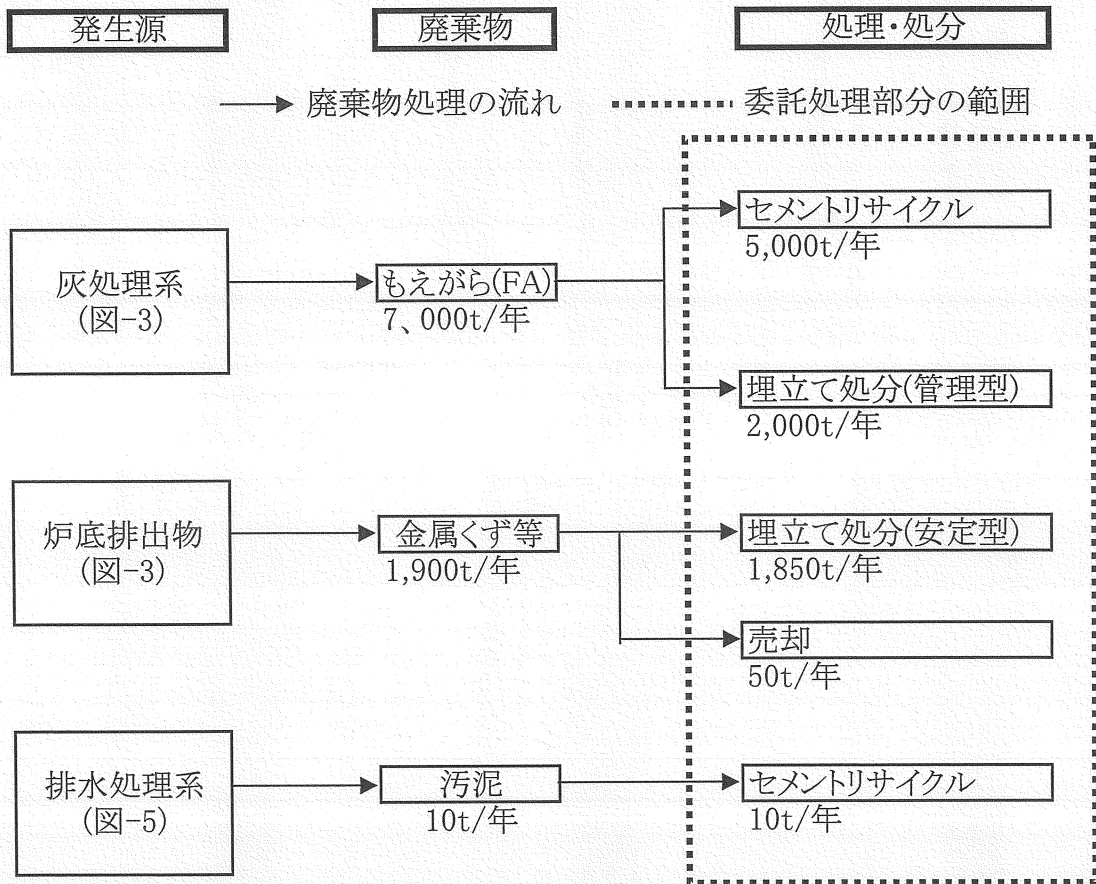 発生源
廃棄物
処理・処分
廃棄物処理の流れ
委託処理部分の範囲
灰処理系
(図-3)
もえがら(FA)
7、000t/年
セメントリサイクル
5,000t/年
埋立て処分(管理型)
2,000t/年
炉底排出物
(図-3)
金属くず等
1,900t/年
埋立て処分(安定型)
1,850t/年
売却
50t/年
排水処理系
(図-5)
汚泥
10t/年
セメントリサイクル
10t/年